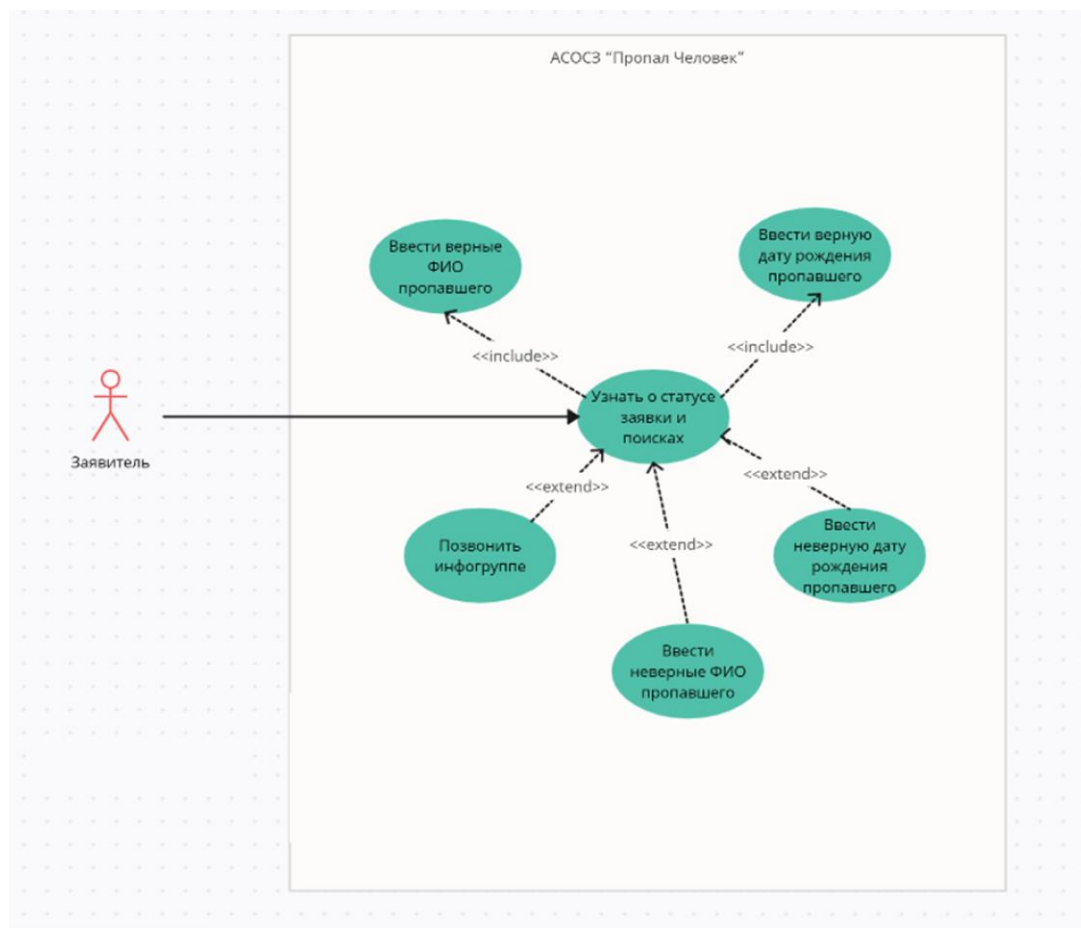 АСОСЗ “Пропал Человек”
Ввести верные
ФИО
пропавшего
Ввести верную
дату рождения
пропавшего
<<include>>
<<include>>
Узнать о статусе
заявки и
поисках
Заявитель
<<extend>>
<<extend>>
<<extend>>
Позвонить
инфогруппе
Ввести
неверную дату
рождения
пропавшего
Ввести
неверные ФИО
пропавшего